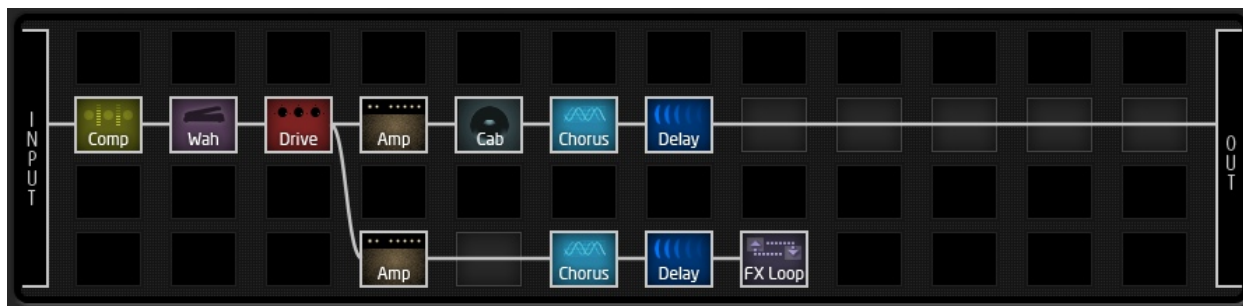 INPUT
Comp Wah Drive Amp Cab Chorus Delay
OUT
Amp Chorus Delay FX Loop